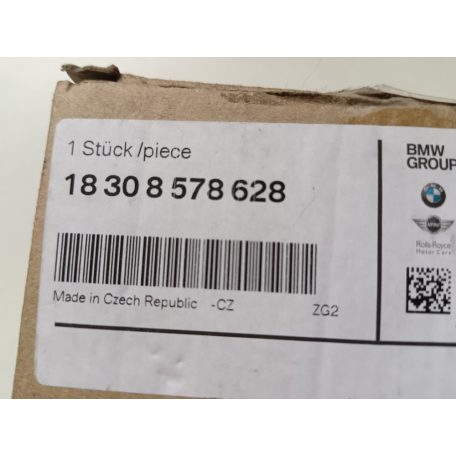 1 Stück /piece
18 30 8 578 628
Made in Czech Republic -CZ ZG2
BMW
GROUP
Rolls-Royce
Motor Cars